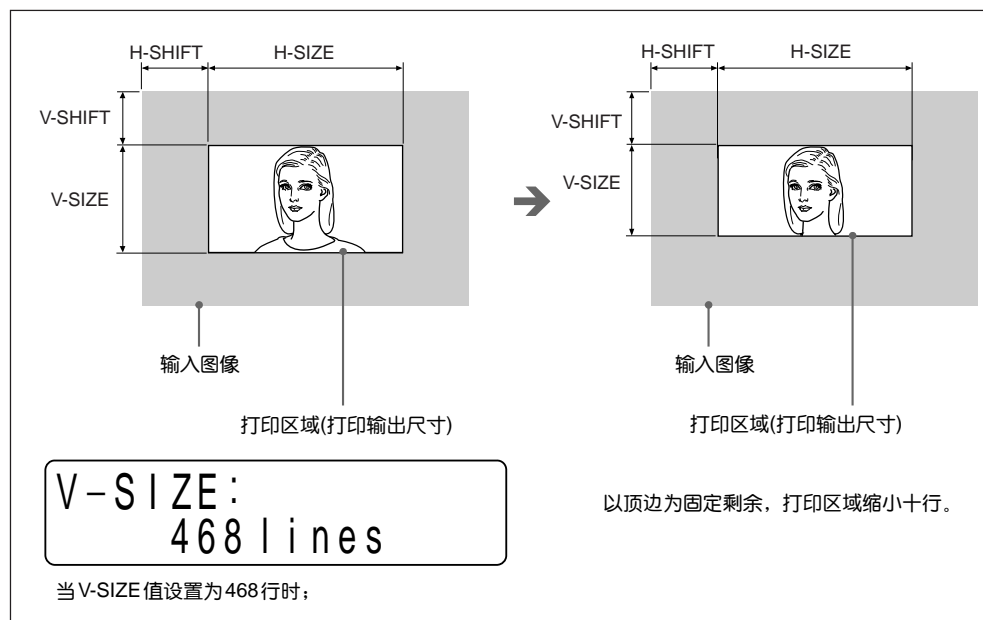 H-SHIFT H-SIZE
V-SHIFT
V-SIZE
输入图像
打印区域(打印输出尺寸)
V-SIZE:
468lines
当V-SIZE值设置为468行时；
H-SHIFT H-SIZE
V-SHIFT
V-SIZE
输入图像
打印区域(打印输出尺寸)
以顶边为固定剩余，打印区域缩小十行。